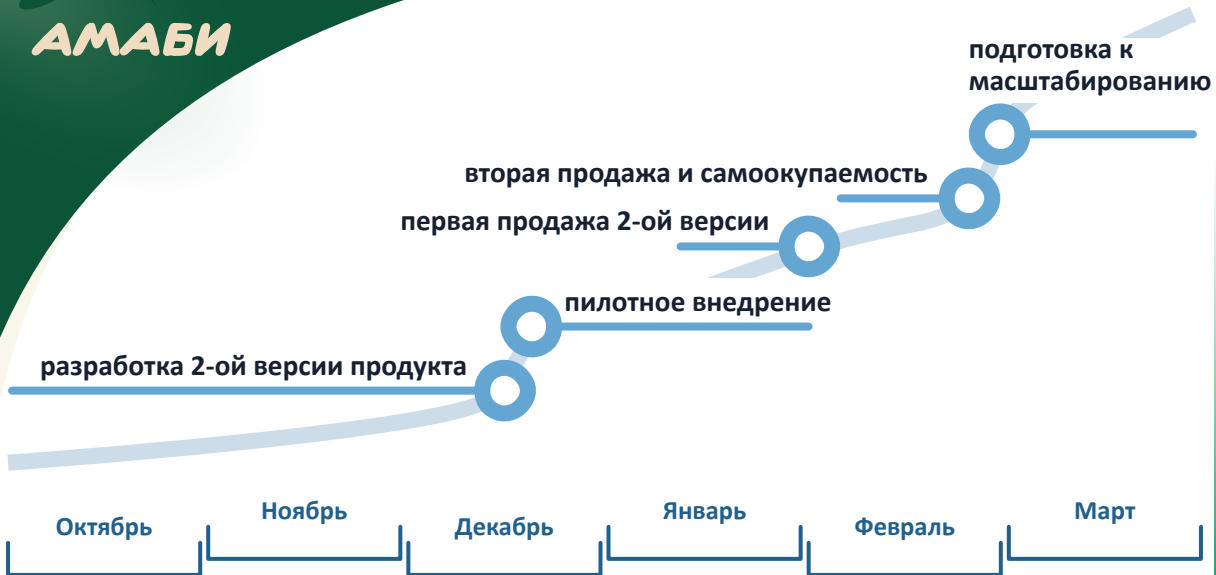 АМАБИ
подготовка к
масштабированию
вторая продажа и самоокупаемость
первая продажа 2-ой версии
пилотное внедрение
разработка 2-ой версии продукта
Октябрь
Ноябрь
Декабрь
Январь
Февраль
Март